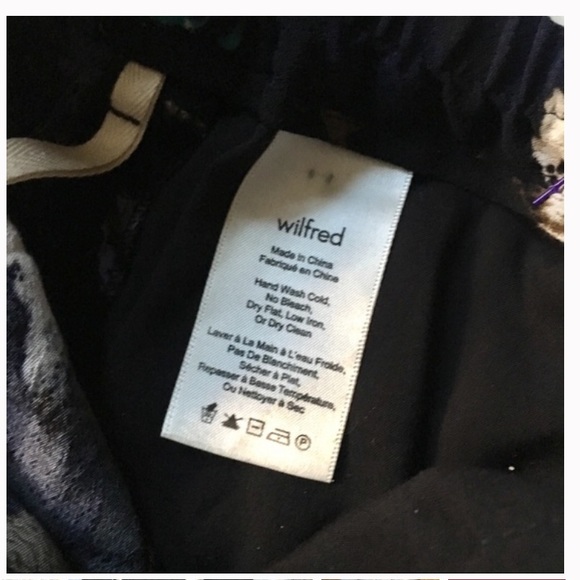 wilfred
Made in China
Fabriqué en Chine
Hand Wash Cold,
No Bleach,
Dry Flat, Low Iron,
Or Dry Clean
Laver à La Main à L'eau Froide,
Pas De Blanchiment,
Sécher à Plat,
Repasser à Basse Température,
Ou Nettoyer à Sec
P